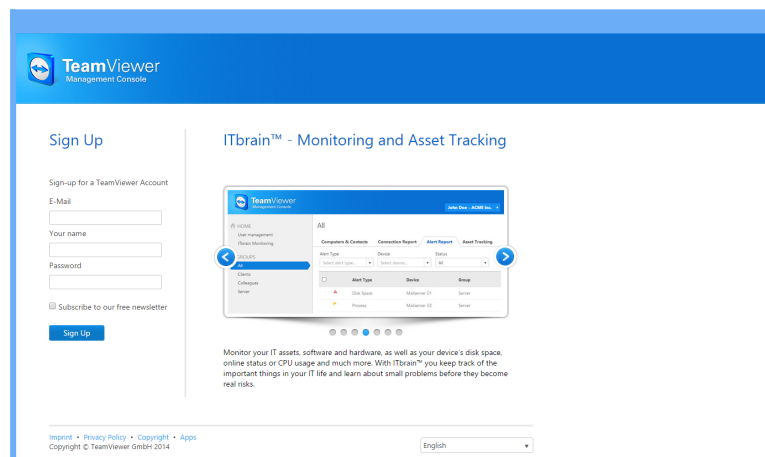 TeamViewer
Management Console
Sign Up
Sign-up for a TeamViewer Account
E-Mail
Your name
Password
Subscribe to our free newsletter
Sign Up
ITbrain™ - Monitoring and Asset Tracking
TeamViewer
Management Console
John Doe - ACME Inc.
HOME
User management
ITbrain Monitoring
GROUPS
All
Clients
Colleagues
Server
All
Computers & Contacts Connection Report Alert Report Asset Tracking
Alert Type Device Status
Select alert type... Select device... All
Alert Type Device Group
Disk Space Mailserver 01 Server
Process Mailserver 02 Server
Monitor your IT assets, software and hardware, as well as your device's disk space,
online status or CPU usage and much more. With ITbrain™ you keep track of the
important things in your IT life and learn about small problems before they become
real risks.
Imprint • Privacy Policy • Copyright • Apps
Copyright © TeamViewer GmbH 2014
English